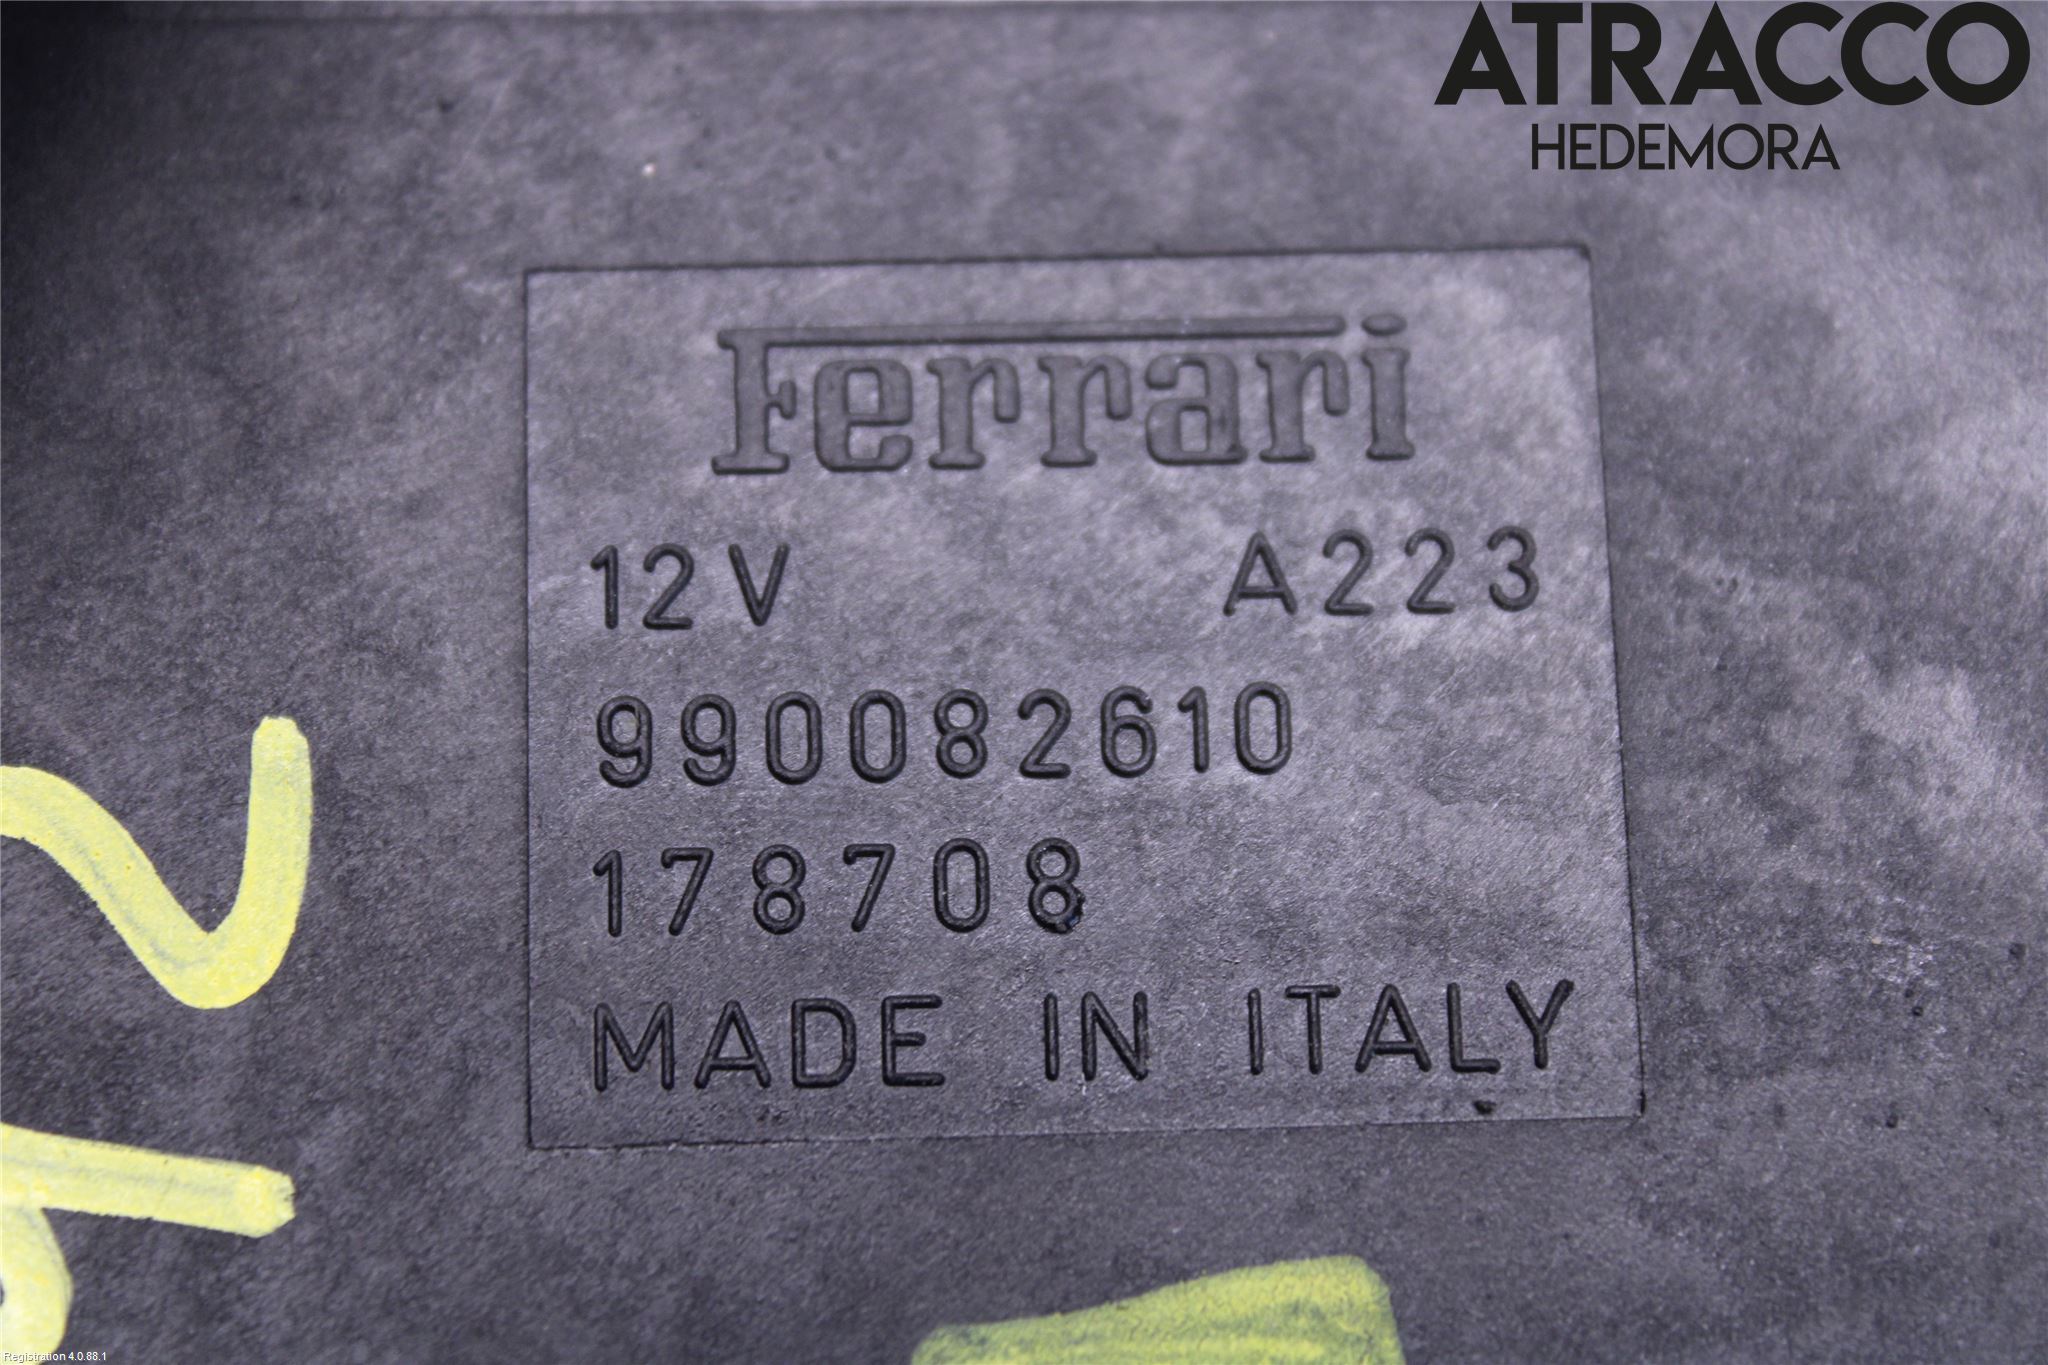 ATRACCO
HEDEMORA
Ferrari
12V A223
990082610
178708
MADE IN ITALY
Registration 4.0.88.1